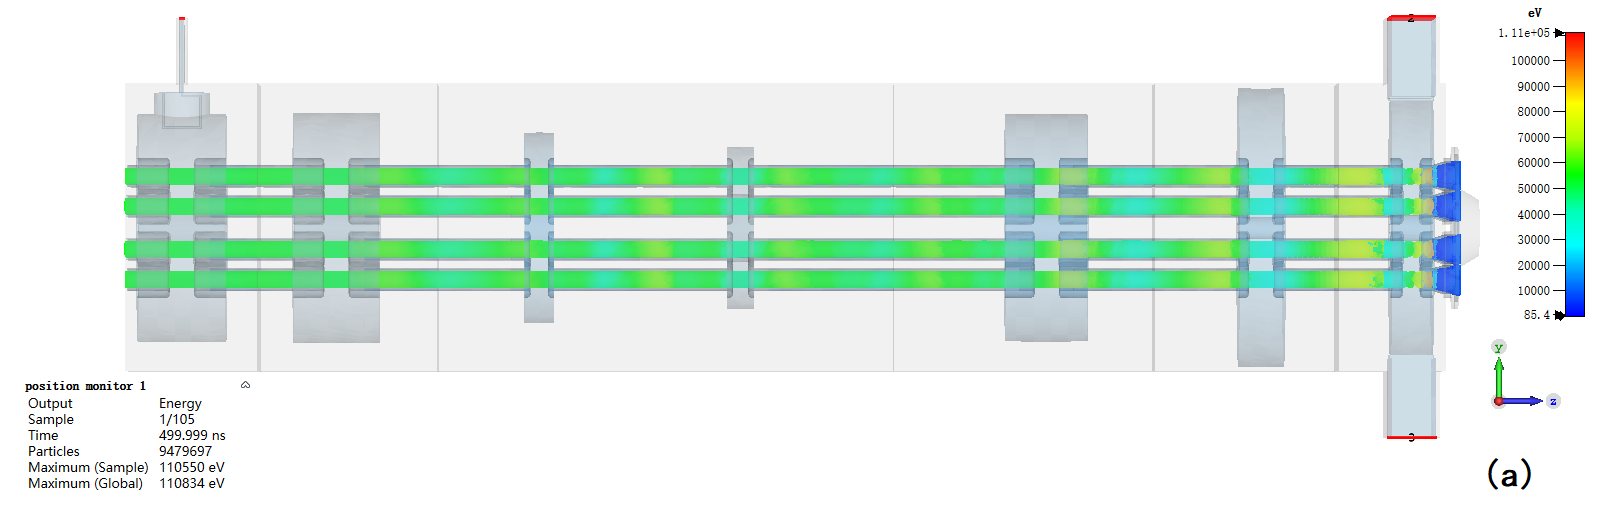 2
eV
1.11e+05
100000
90000
80000
70000
60000
50000
40000
30000
20000
10000
85.4
y
z
position monitor 1
Output Energy
Sample 1/105
Time 499.999 ns
Particles 9479697
Maximum (Sample) 110550 eV
Maximum (Global) 110834 eV
(a)